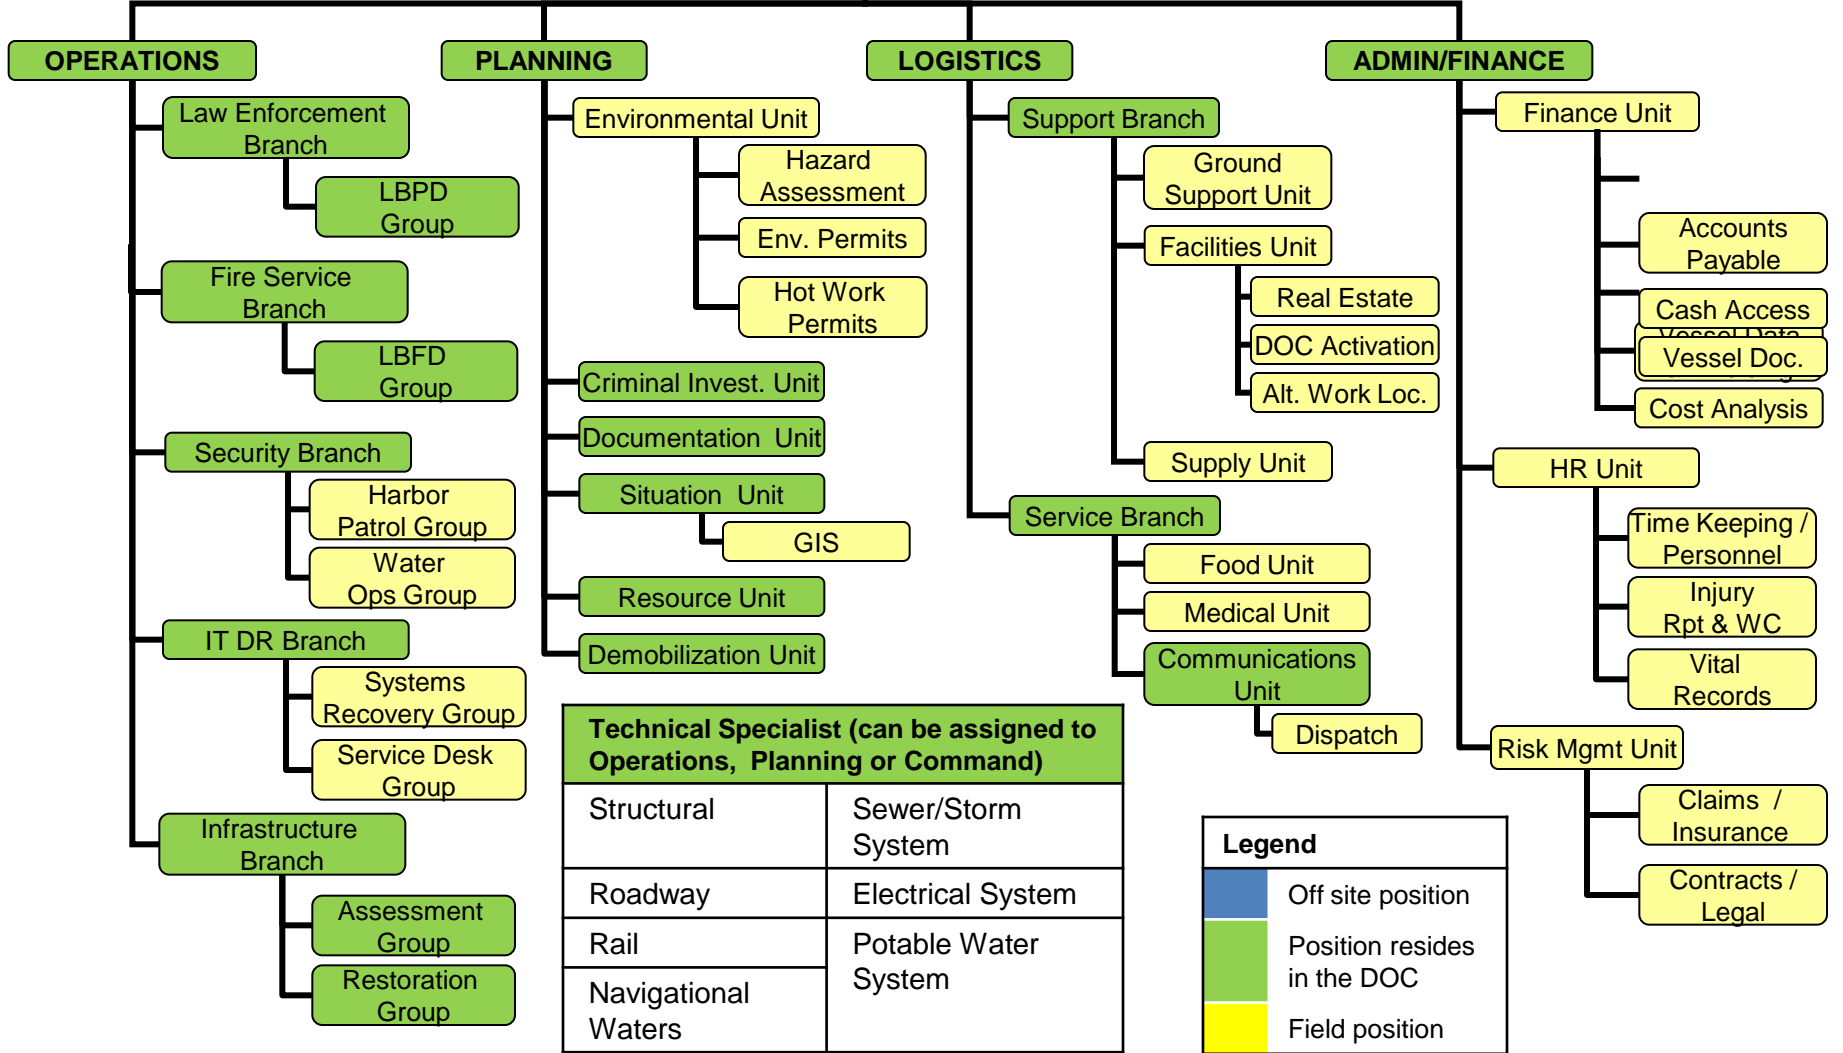 OPERATIONS
Law Enforcement
Branch
LBPD
Group
Fire Service
Branch
LBFD
Group
Security Branch
Harbor
Patrol Group
Water
Ops Group
IT DR Branch
Systems
Recovery Group
Service Desk
Group
Infrastructure
Branch
Assessment
Group
Restoration
Group
PLANNING
Environmental Unit
Hazard
Assessment
Env. Permits
Hot Work
Permits
Criminal Invest. Unit
Documentation Unit
Situation Unit
GIS
Resource Unit
Demobilization Unit
LOGISTICS
Support Branch
Ground
Support Unit
Facilities Unit
Real Estate
DOC Activation
Alt. Work Loc.
Supply Unit
Service Branch
Food Unit
Medical Unit
Communications
Unit
Dispatch
ADMIN/FINANCE
Finance Unit
Accounts
Payable
Cash Access
Vessel Data
Vessel Doc.
Cost Analysis
HR Unit
Time Keeping /
Personnel
Injury
Rpt & WC
Vital
Records
Risk Mgmt Unit
Claims /
Insurance
Contracts /
Legal
Technical Specialist (can be assigned to
Operations, Planning or Command)
Structural
Sewer/Storm
System
Roadway
Electrical System
Rail
Potable Water
System
Navigational
Waters
Legend
Off site position
Position resides
in the DOC
Field position